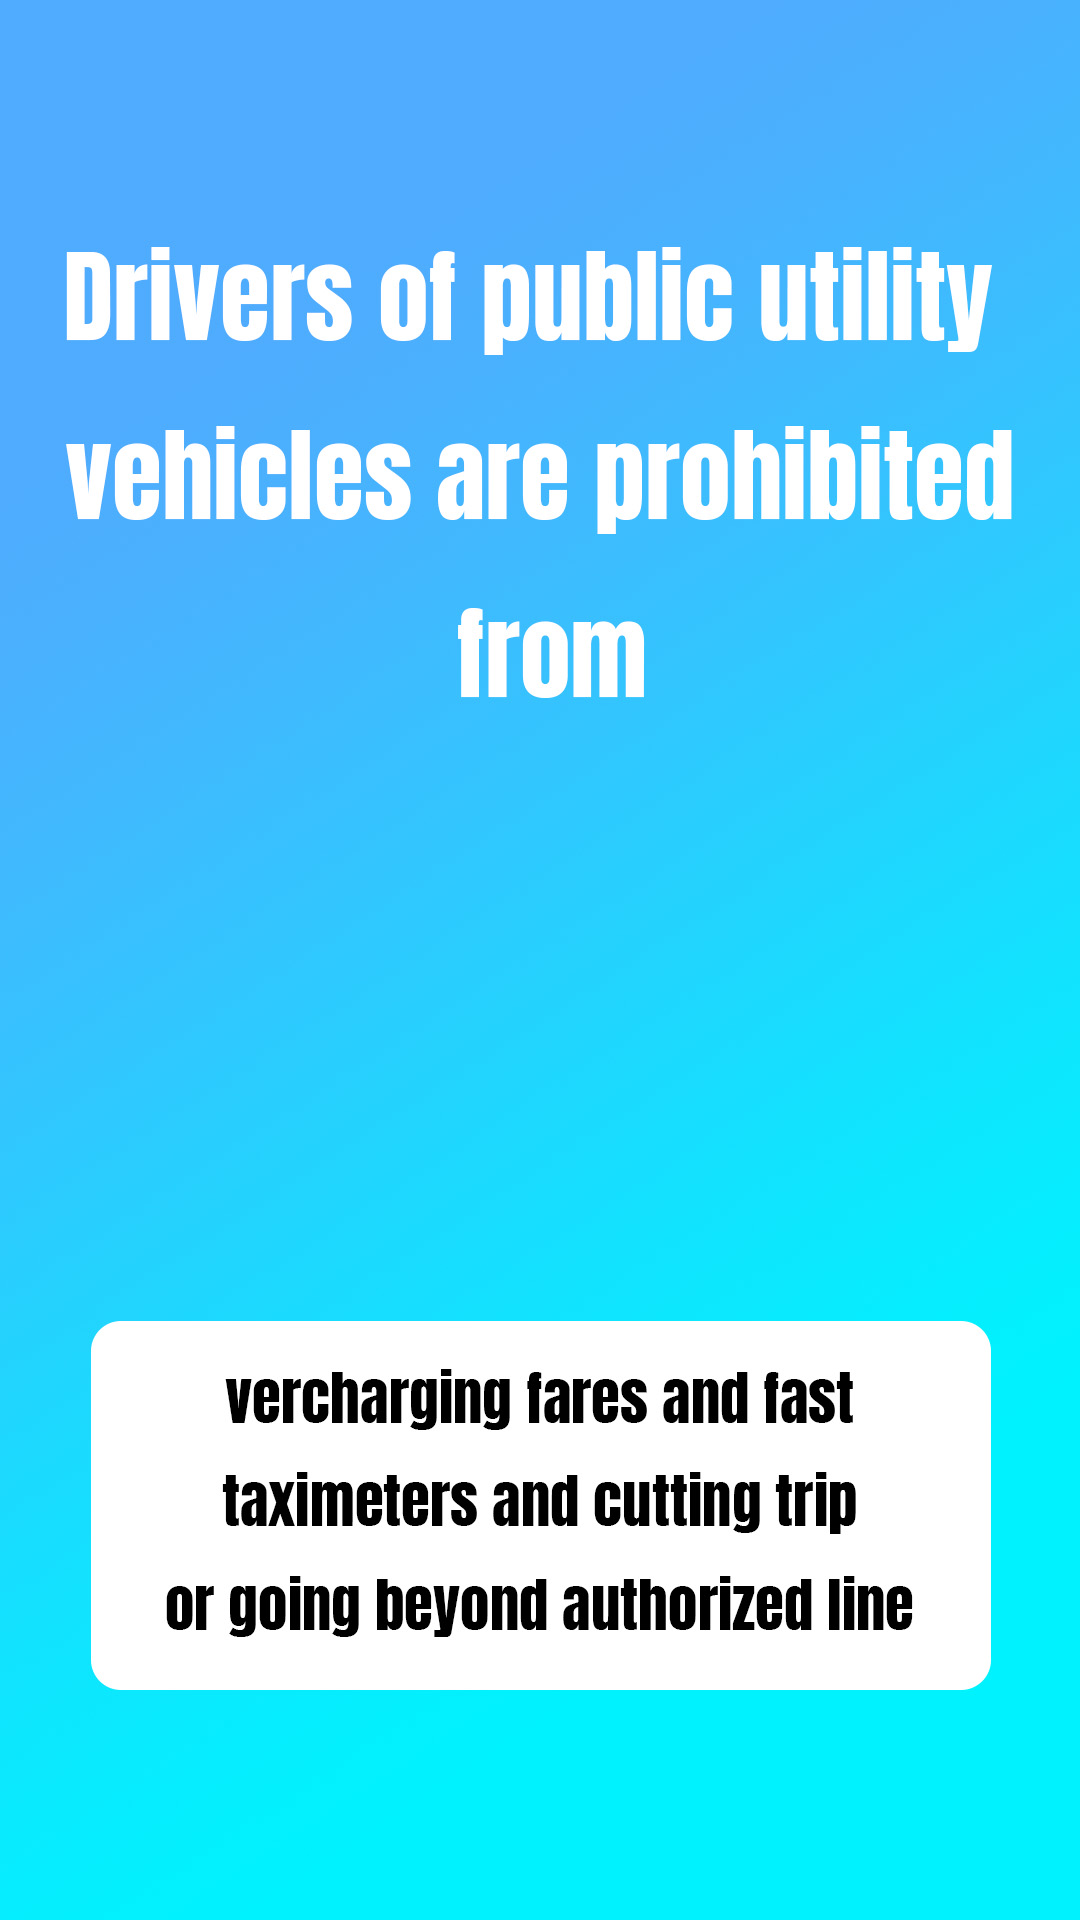 Drivers of public utility
vehicles are prohibited
from
vercharging fares and fast
taximeters and cutting trip
or going beyond authorized line